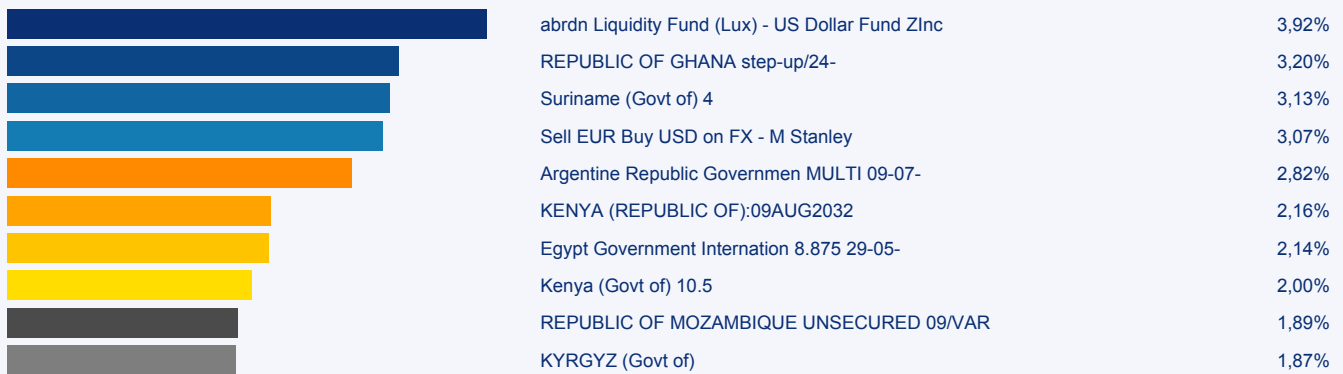 abrdn Liquidity Fund (Lux) - US Dollar Fund ZInc 3,92%
REPUBLIC OF GHANA step-up/24- 3,20%
Suriname (Govt of) 4 3,13%
Sell EUR Buy USD on FX - M Stanley 3,07%
Argentine Republic Governmen MULTI 09-07- 2,82%
KENYA (REPUBLIC OF):09AUG2032 2,16%
Egypt Government Internation 8.875 29-05- 2,14%
Kenya (Govt of) 10.5 2,00%
REPUBLIC OF MOZAMBIQUE UNSECURED 09/VAR 1,89%
KYRGYZ (Govt of) 1,87%